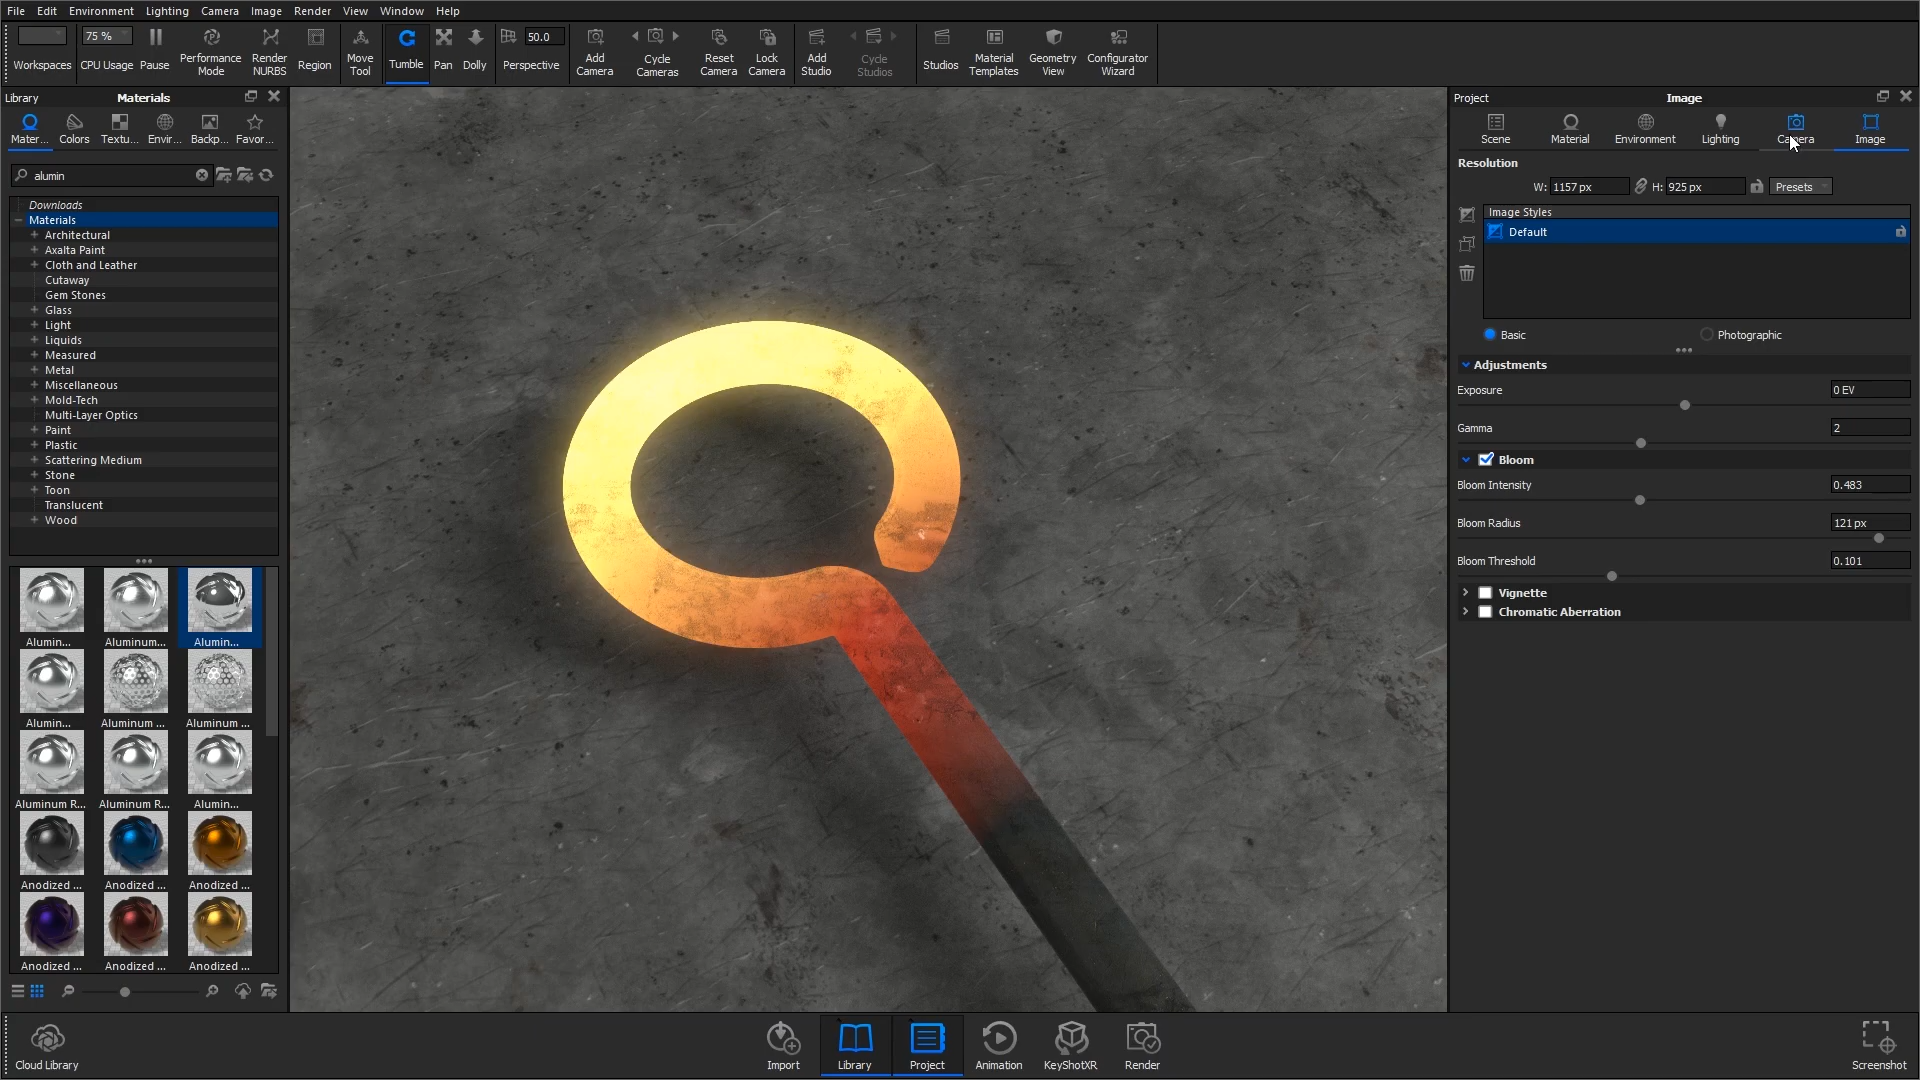 File Edit Environment Lighting Camera Image Render View Window Help
Workspaces
75 %
CPU Usage
Pause
Performance Mode
Render NURBS
Region
Move Tool
Tumble
Pan
Dolly
50.0
Perspective
Add Camera
Cycle Cameras
Reset Camera
Lock Camera
Add Studio
Cycle Studios
Studios
Material Templates
Geometry View
Configurator Wizard
Library Materials
Mater... Colors Textu... Envir... Backp... Favor...
alumin
Downloads
Materials
Architectural
Axalta Paint
Cloth and Leather
Cutaway
Gem Stones
Glass
Light
Liquids
Measured
Metal
Miscellaneous
Mold-Tech
Multi-Layer Optics
Paint
Plastic
Scattering Medium
Stone
Toon
Translucent
Wood
Alumin... Aluminum... Alumin...
Alumin... Aluminum ... Aluminum ...
Aluminum R... Aluminum R... Alumin...
Anodized ... Anodized ... Anodized ...
Anodized ... Anodized ... Anodized ...
Project Image
Scene Material Environment Lighting Camera Image
Resolution
W: 1157 px H: 925 px Presets
Image Styles
Default
Basic Photographic
Adjustments
Exposure 0 EV
Gamma 2
Bloom
Bloom Intensity 0.483
Bloom Radius 121 px
Bloom Threshold 0.101
Vignette
Chromatic Aberration
Cloud Library Import Library Project Animation KeyShotXR Render Screenshot